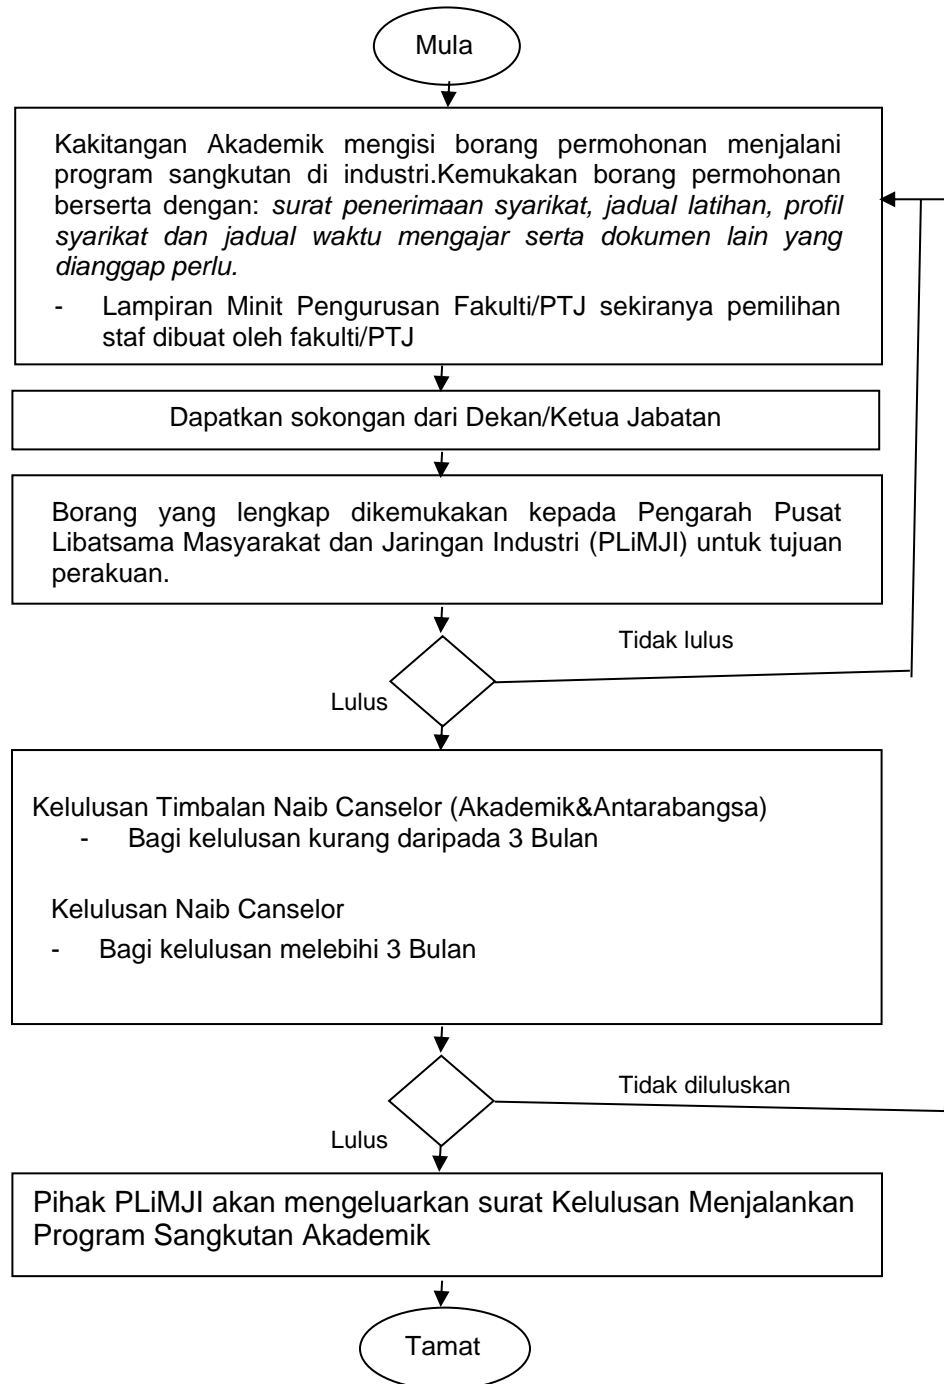 Mula
Kakitangan Akademik mengisi borang permohonan menjalani
program sangkutan di industri.Kemukakan borang permohonan
berserta dengan: surat penerimaan syarikat, jadual latihan, profil
syarikat dan jadual waktu mengajar serta dokumen lain yang
dianggap perlu.
- Lampiran Minit Pengurusan Fakulti/PTJ sekiranya pemilihan
staf dibuat oleh fakulti/PTJ
Dapatkan sokongan dari Dekan/Ketua Jabatan
Borang yang lengkap dikemukakan kepada Pengarah Pusat
Libatsama Masyarakat dan Jaringan Industri (PLiMJI) untuk tujuan
perakuan.
Tidak lulus
Lulus
Kelulusan Timbalan Naib Canselor (Akademik&Antarabangsa)
- Bagi kelulusan kurang daripada 3 Bulan
Kelulusan Naib Canselor
- Bagi kelulusan melebihi 3 Bulan
Tidak diluluskan
Lulus
Pihak PLiMJI akan mengeluarkan surat Kelulusan Menjalankan
Program Sangkutan Akademik
Tamat